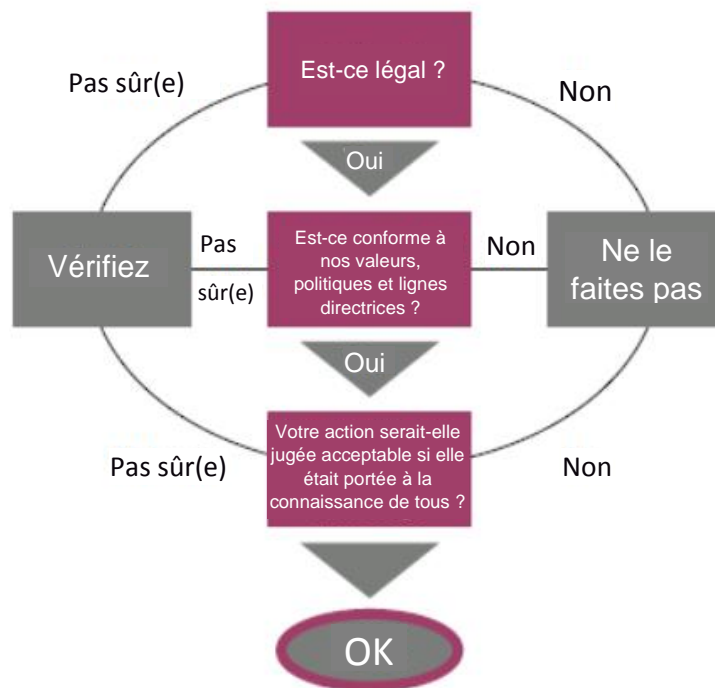 Est-ce légal ?
Pas sûr(e)
Non
Oui
Vérifiez
Pas
sûr(e)
Est-ce conforme à
nos valeurs,
politiques et lignes
directrices ?
Non
Ne le
faites pas
Oui
Votre action serait-elle
jugée acceptable si elle
était portée à la
connaissance de tous ?
Pas sûr(e)
Non
OK